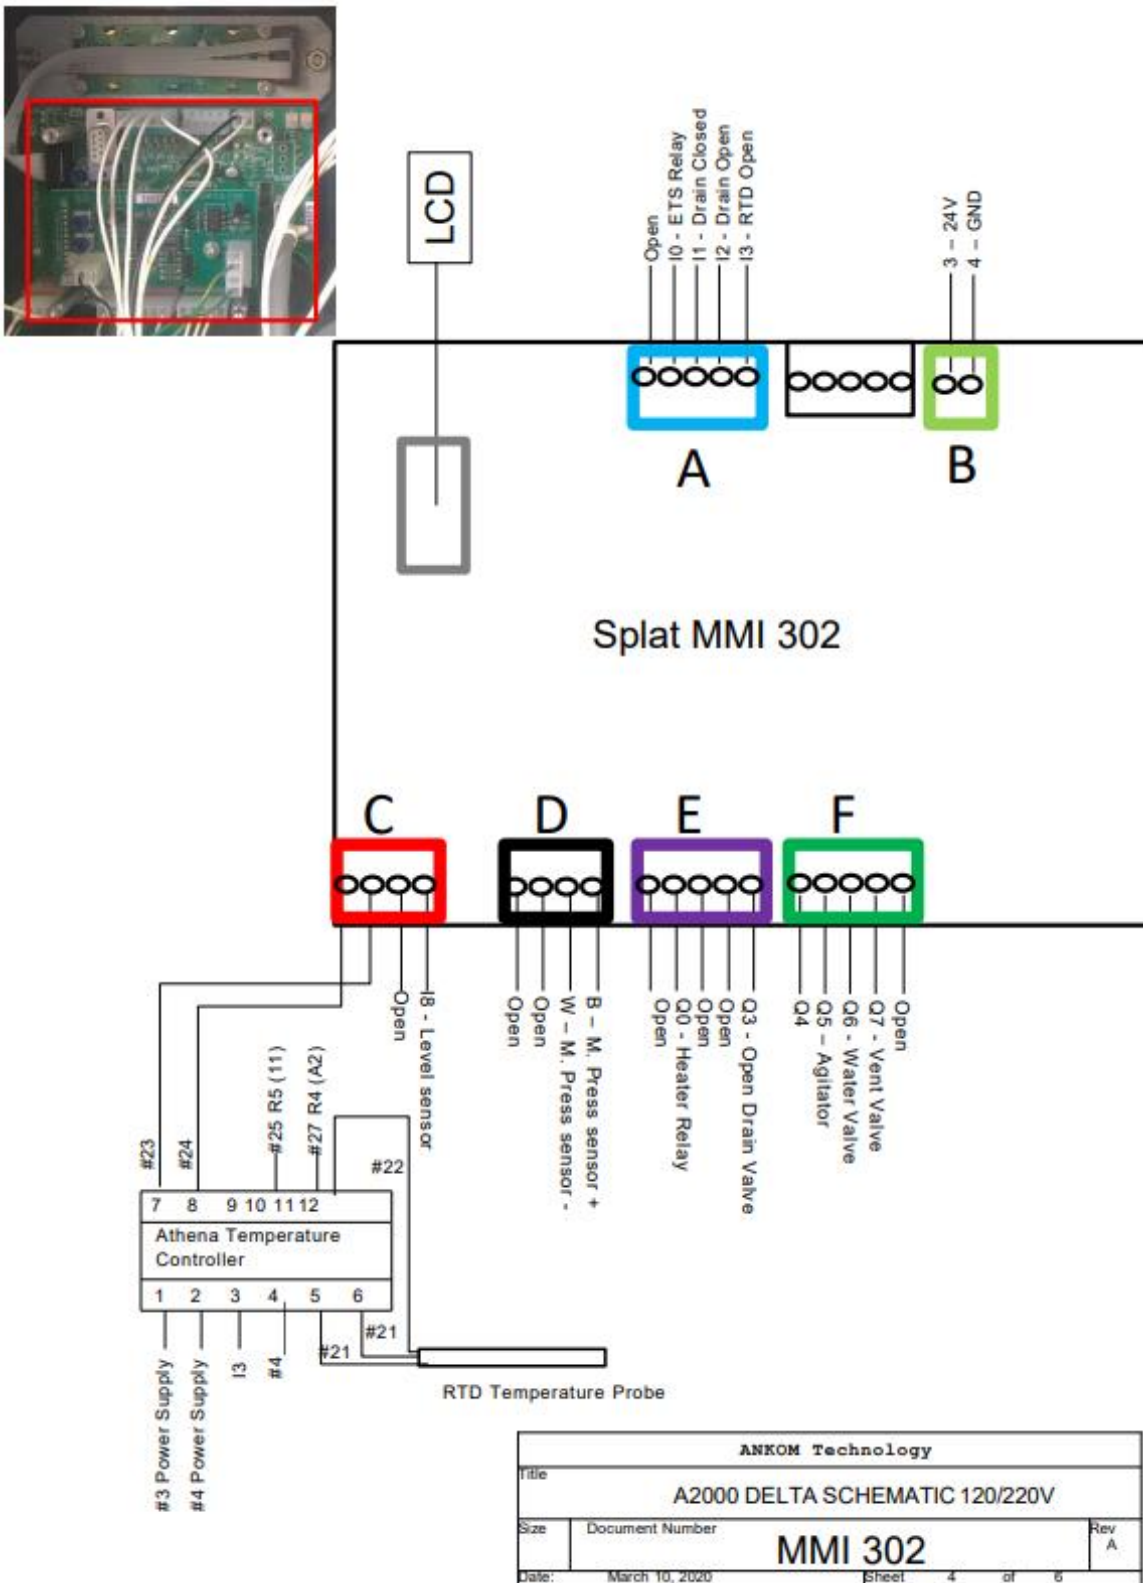 LCD
Open
I0 - ETS Relay
I1 - Drain Closed
I2 - Drain Open
I3 - RTD Open
3 – 24V
4 – GND
A
B
Splat MMI 302
C
D
E
F
Open
I8 - Level sensor
Open
Open
W – M. Press sensor -
B – M. Press sensor +
Open
Q0 - Heater Relay
Open
Open
Q3 - Open Drain Valve
Q4
Q5 – Agitator
Q6 - Water Valve
Q7 - Vent Valve
Open
#23
#24
#25 R5 (11)
#27 R4 (A2)
#22
7 8 9 10 11 12
Athena Temperature
Controller
1 2 3 4 5 6
#21
#21
#3 Power Supply
#4 Power Supply
I3
#4
RTD Temperature Probe
ANKOM Technology
Title
A2000 DELTA SCHEMATIC 120/220V
Size Document Number Rev
MMI 302 A
Date: March 10, 2020 Sheet 4 of 6